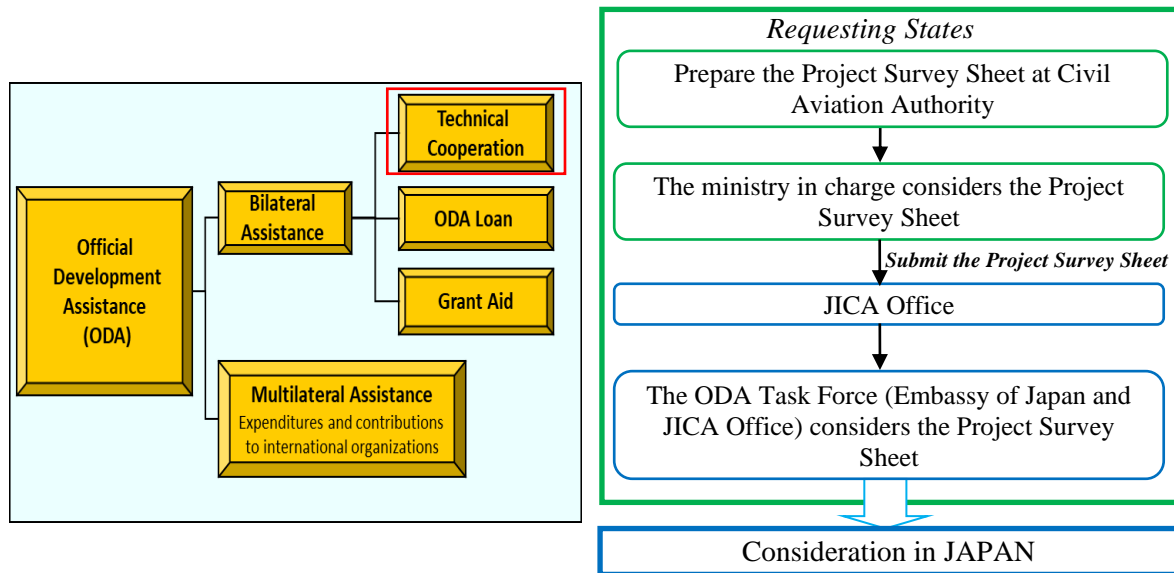 Official
Development
Assistance
(ODA)
Bilateral
Assistance
Technical
Cooperation
ODA Loan
Grant Aid
Multilateral Assistance
Expenditures and contributions
to international organizations
Requesting States
Prepare the Project Survey Sheet at Civil
Aviation Authority
The ministry in charge considers the Project
Survey Sheet
Submit the Project Survey Sheet
JICA Office
The ODA Task Force (Embassy of Japan and
JICA Office) considers the Project Survey
Sheet
Consideration in JAPAN